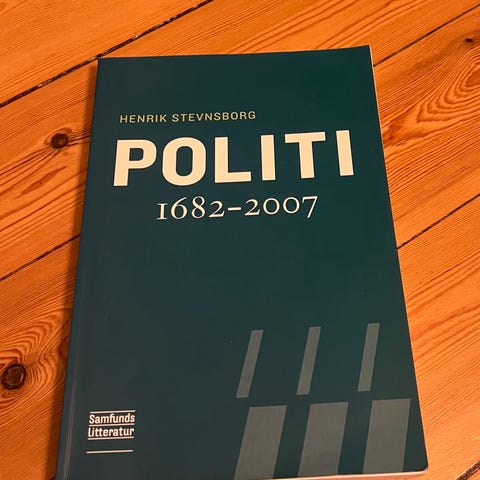 HENRIK STEVNSBORG
POLITI
1682-2007
Samfunds
litteratur